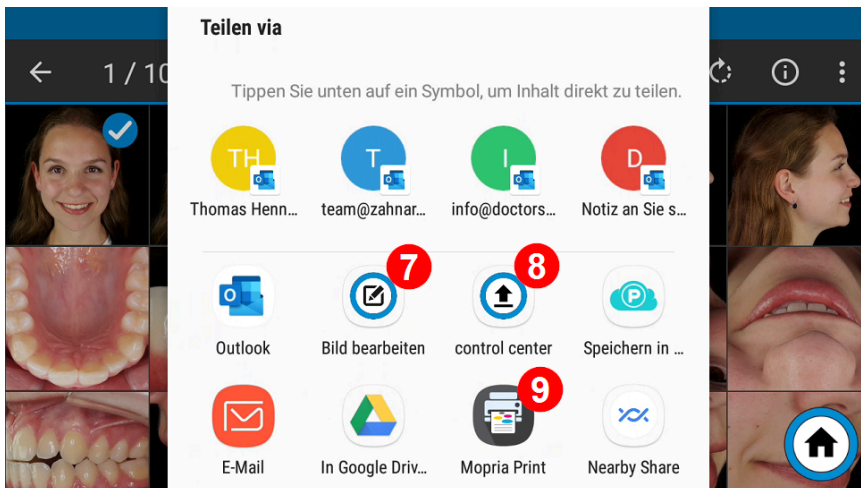 Teilen via
1 / 10
Tippen Sie unten auf ein Symbol, um Inhalt direkt zu teilen.
TH T I D
Thomas Henn... team@zahnar... info@doctors... Notiz an Sie s...
7 8
Outlook Bild bearbeiten control center Speichern in ...
9
E-Mail In Google Driv... Mopria Print Nearby Share